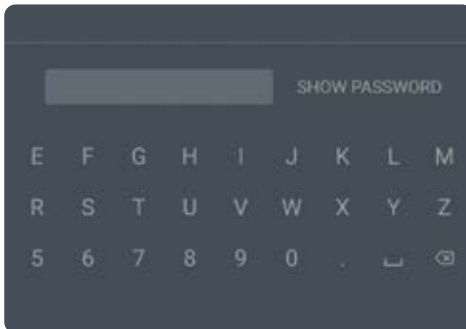 SHOW PASSWORD
E F G H I J K L M
R S T U V W X Y Z
5 6 7 8 9 0 .